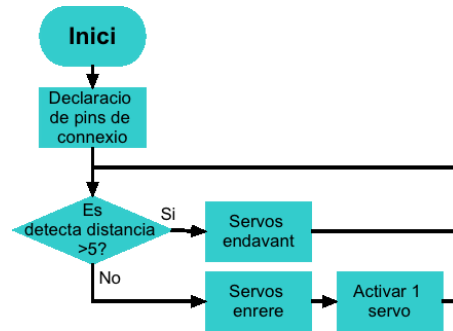 Inici
Declaracio
de pins de
connexio
Es
detecta distancia
>5?
Si
Servos
endavant
No
Servos
enrere
Activar 1
servo